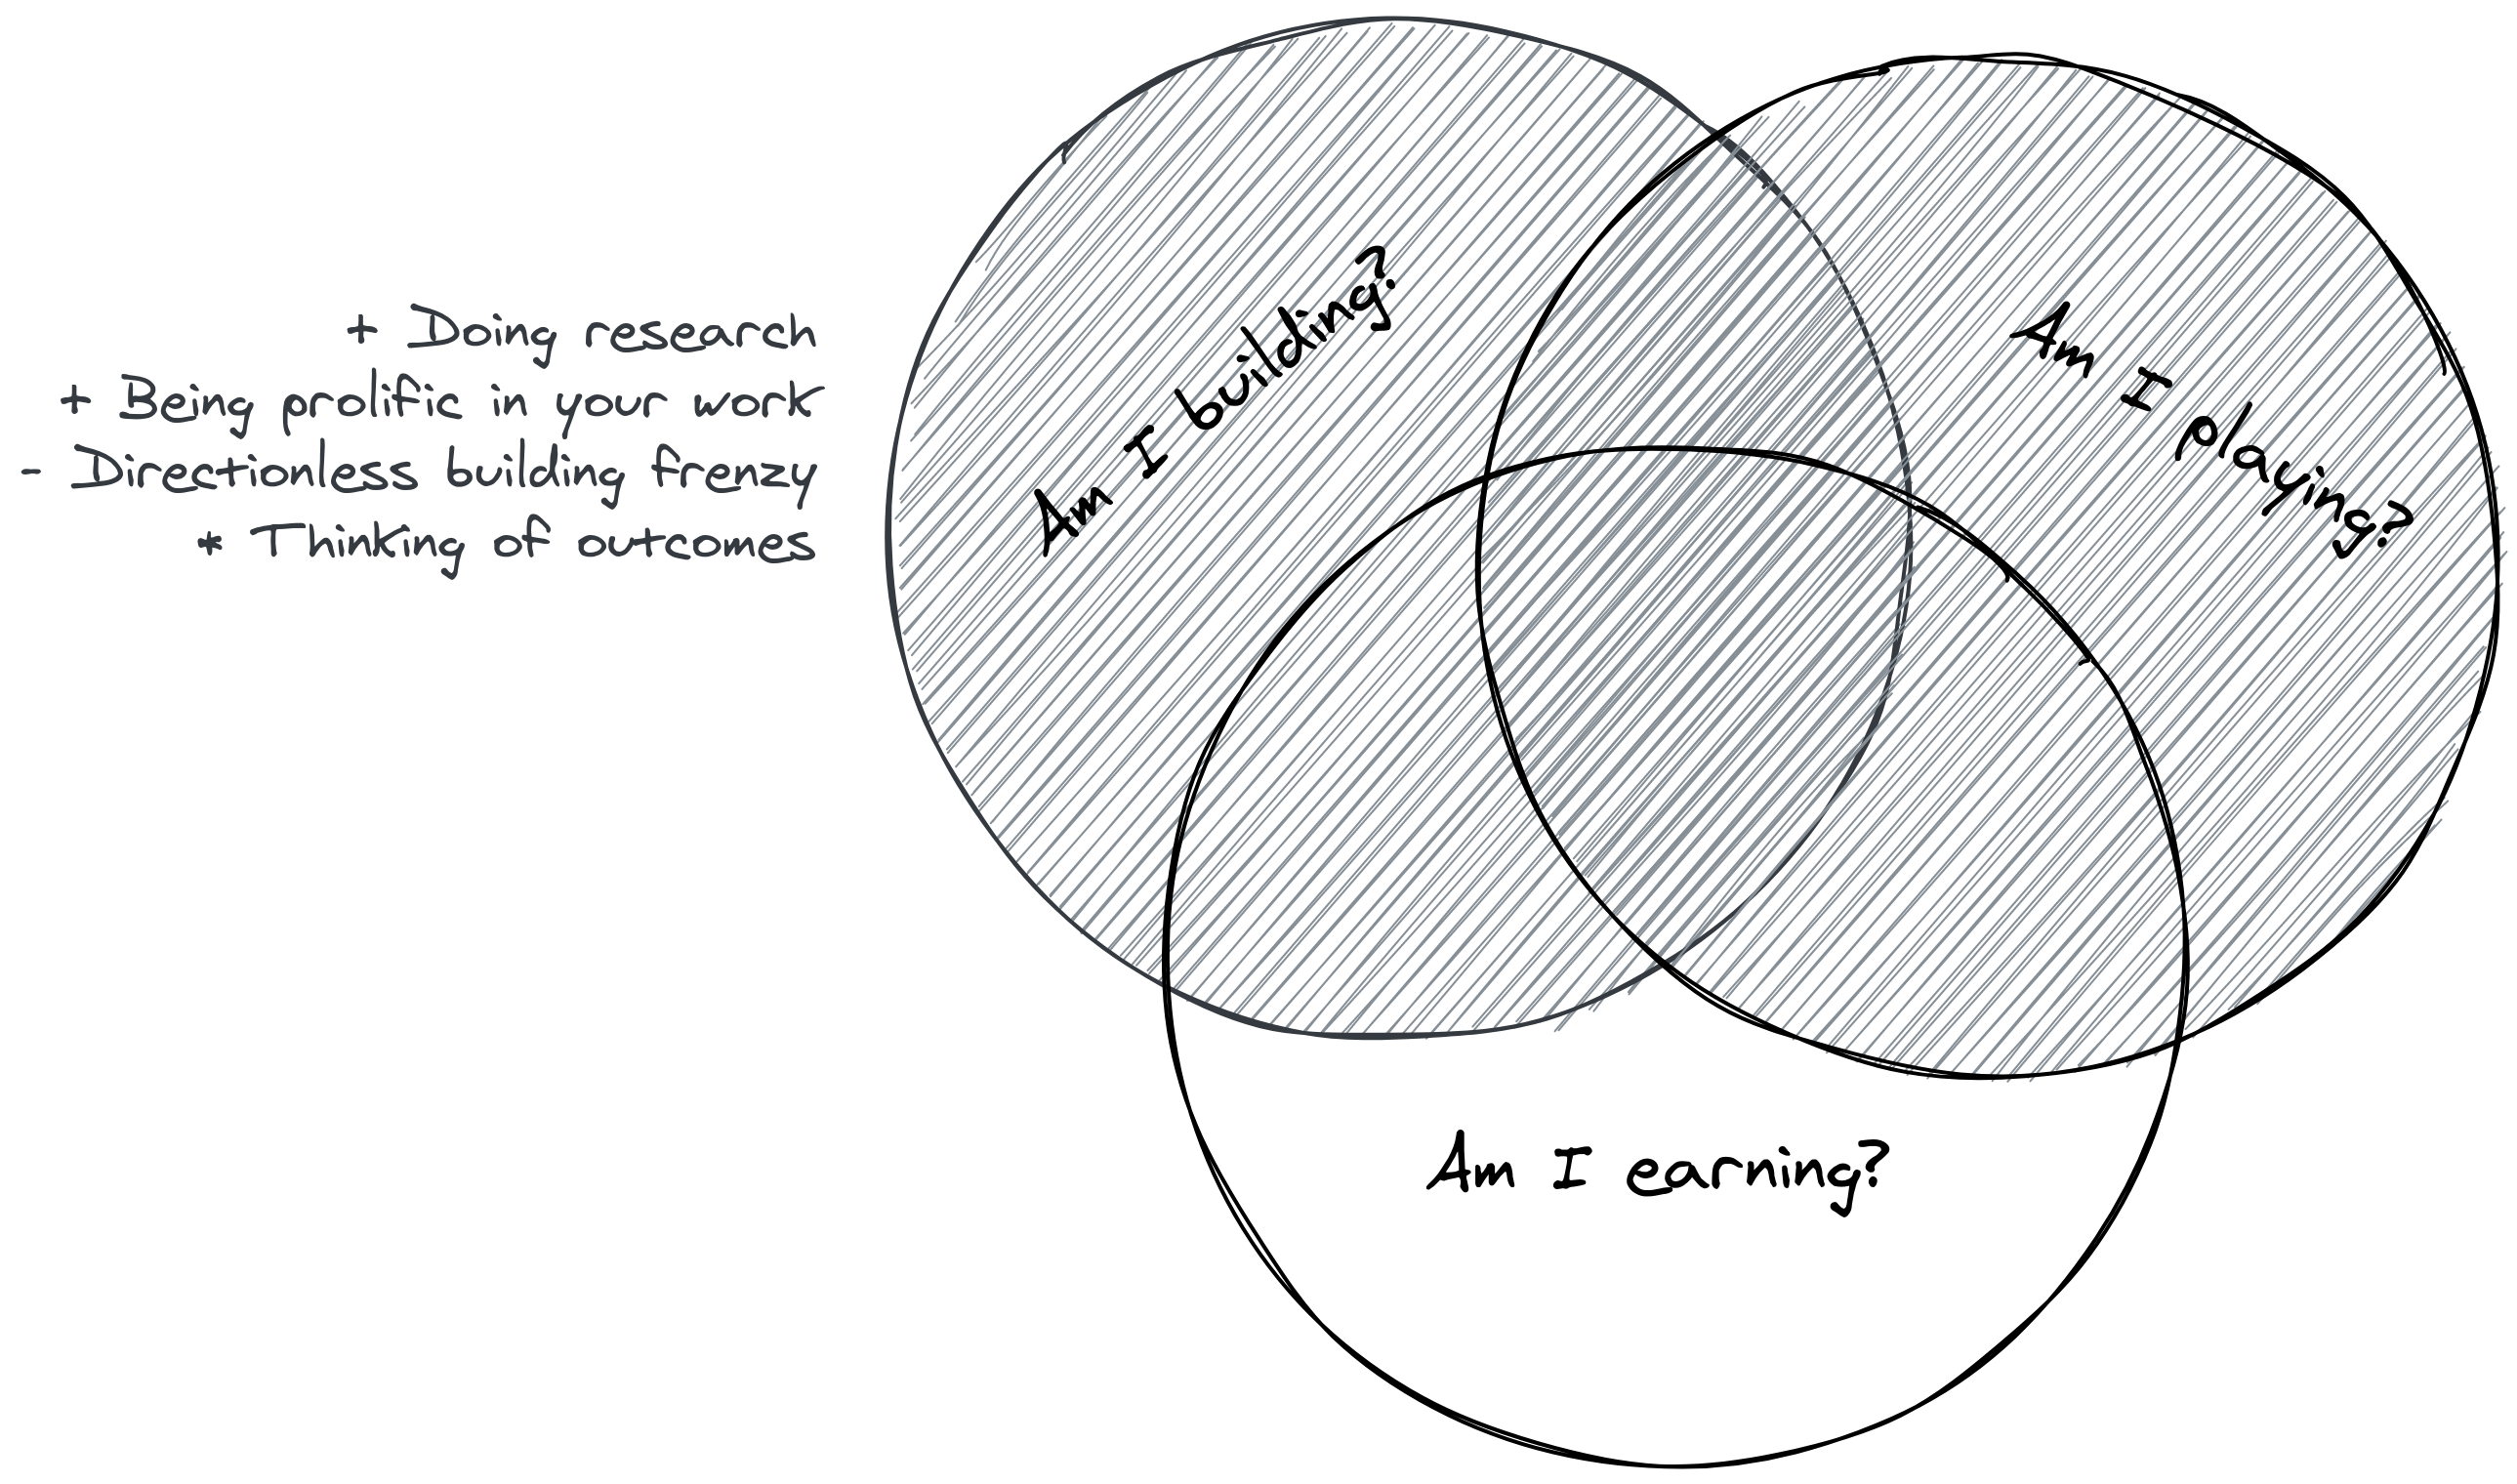 + Doing research
+ Being prolific in your work
- Directionless building frenzy
* Thinking of outcomes
Am I building?
Am I playing?
Am I earning?